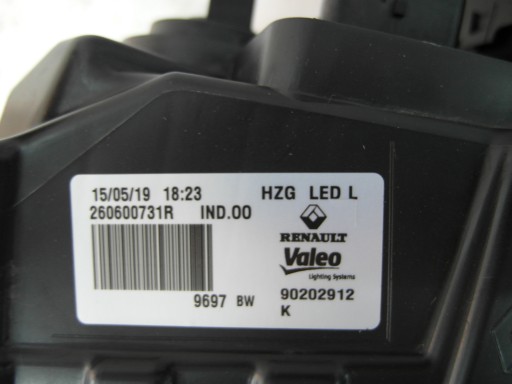 15/05/19 18:23 HZG LED L
260600731R IND.00
RENAULT
Valeo
Lighting Systems
9697 BW 90202912
K